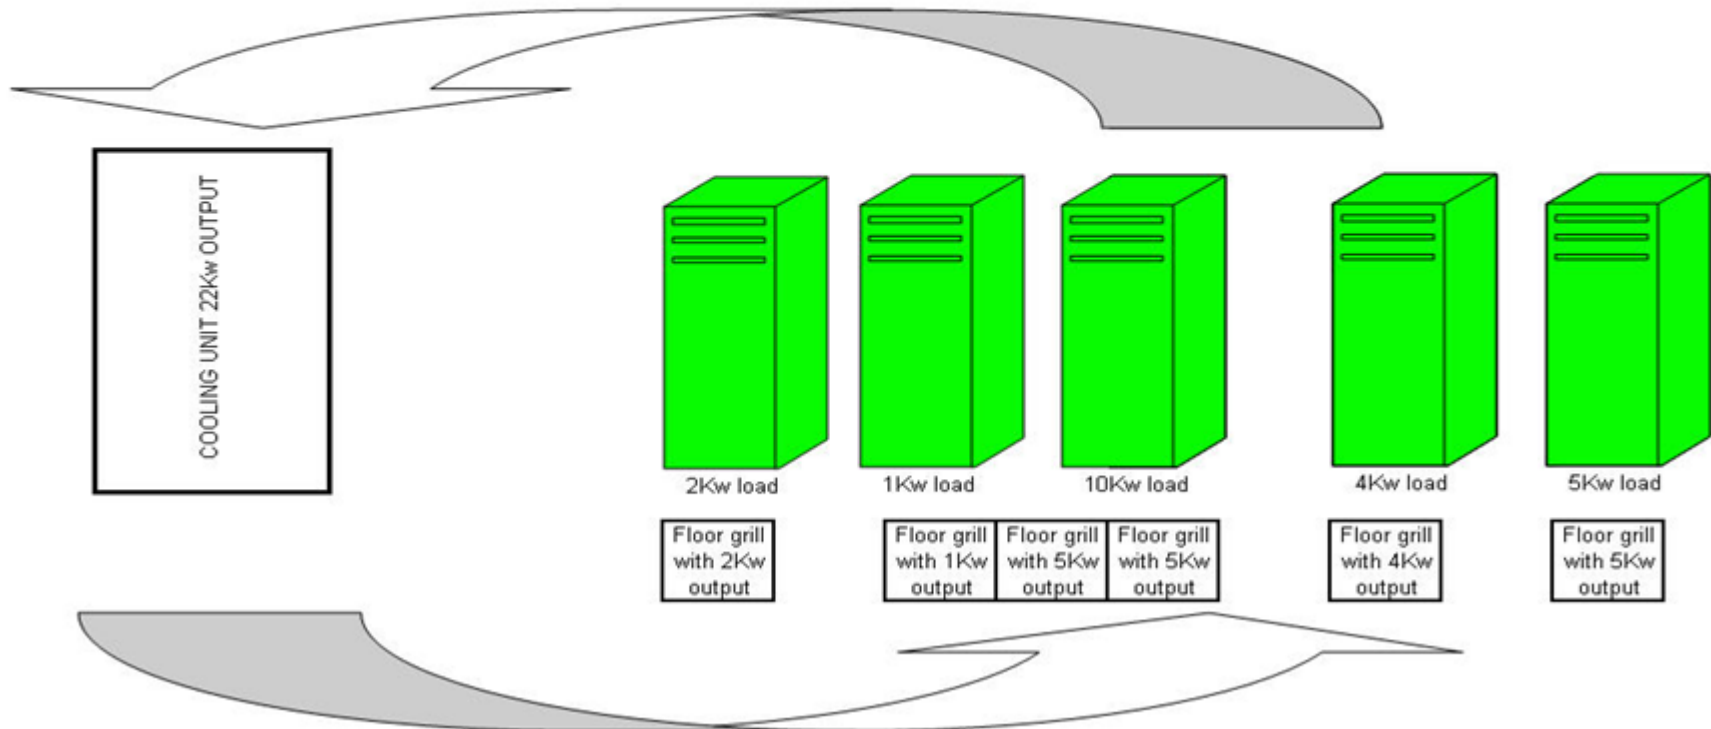 COOLING UNIT 22Kw OUTPUT
2Kw load
1Kw load
10Kw load
4Kw load
5Kw load
Floor grill
with 2Kw
output
Floor grill
with 1Kw
output
Floor grill
with 5Kw
output
Floor grill
with 5Kw
output
Floor grill
with 4Kw
output
Floor grill
with 5Kw
output